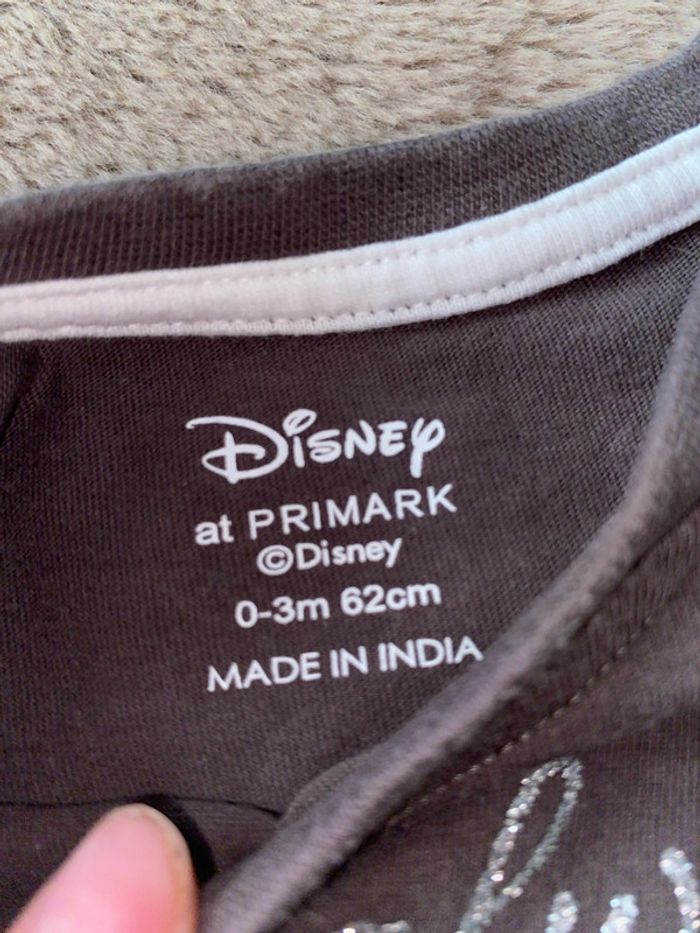 Disney
at PRIMARK
©Disney
0-3m 62cm
MADE IN INDIA